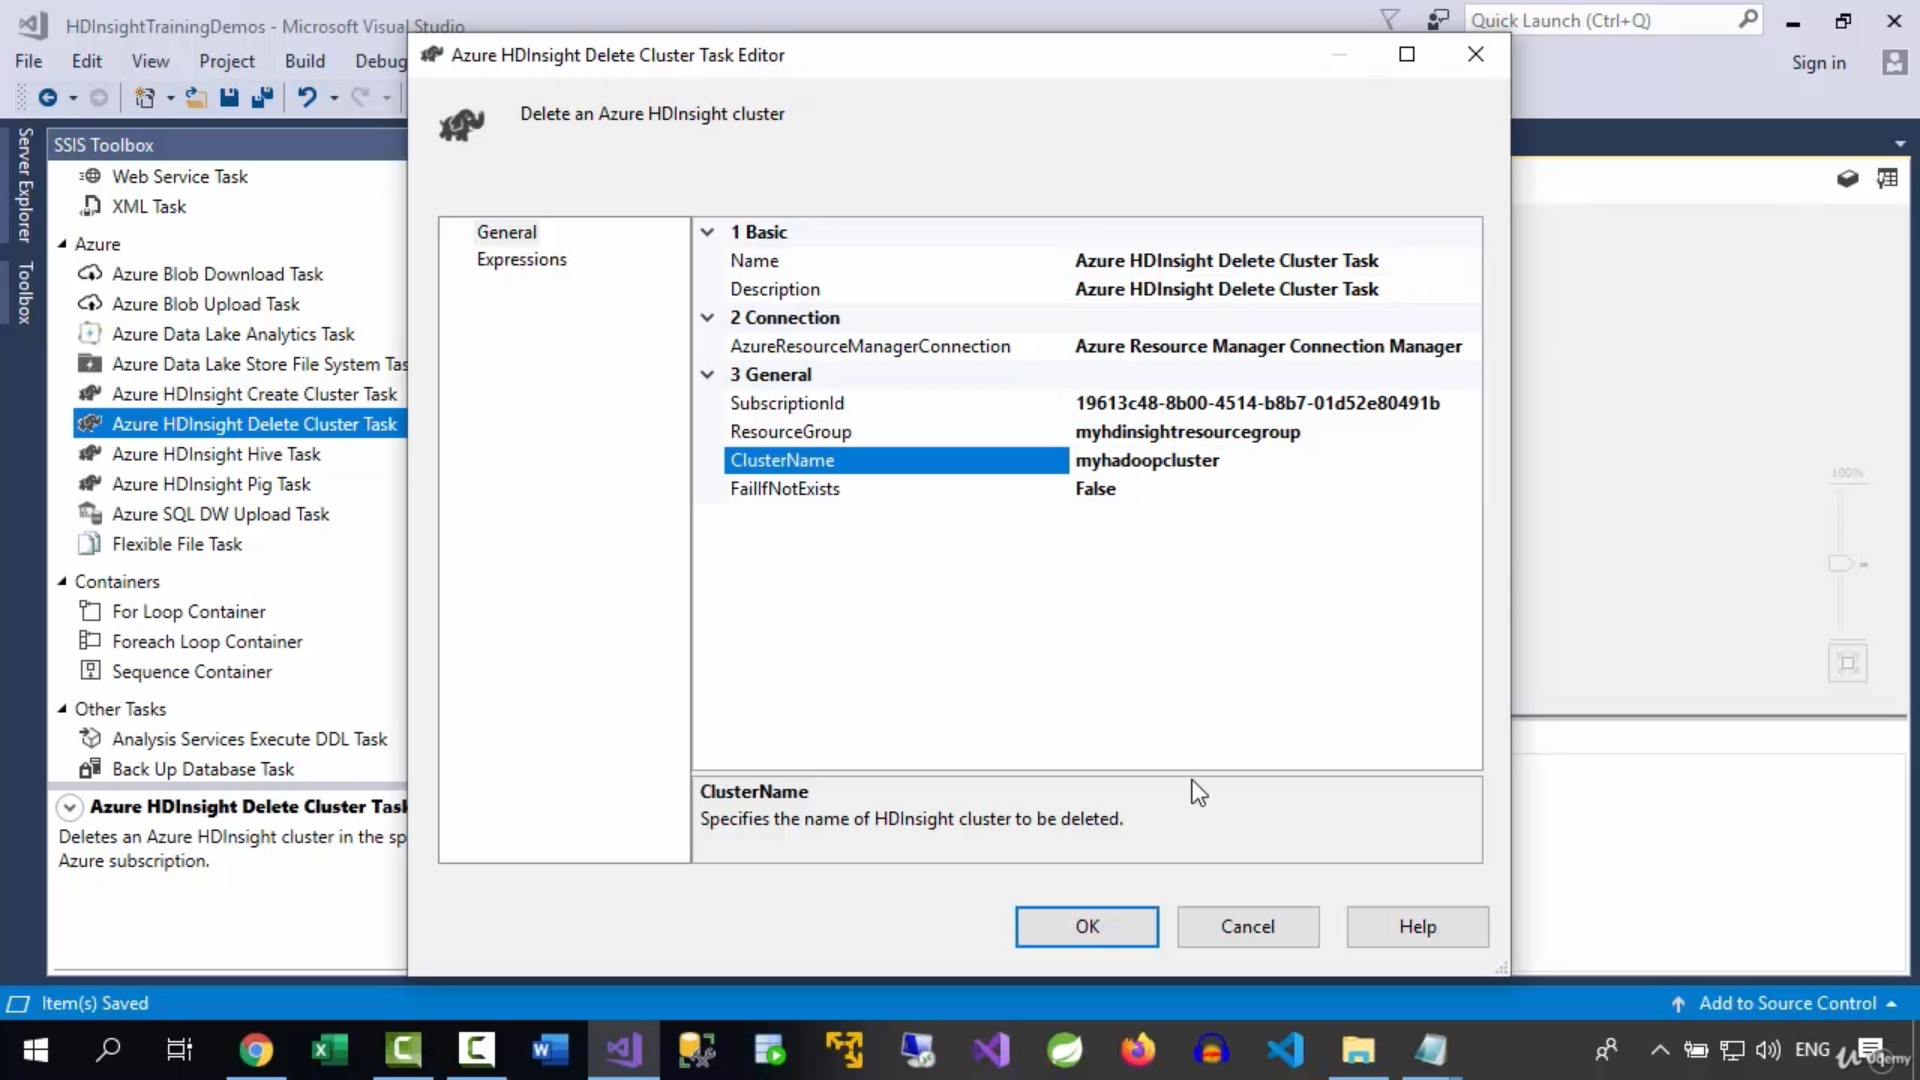 HDInsightTrainingDemos - Microsoft Visual Studio
Quick Launch (Ctrl+Q)
File Edit View Project Build Debug
Sign in
Azure HDInsight Delete Cluster Task Editor
Delete an Azure HDInsight cluster
Server Explorer
Toolbox
SSIS Toolbox
Web Service Task
XML Task
Azure
Azure Blob Download Task
Azure Blob Upload Task
Azure Data Lake Analytics Task
Azure Data Lake Store File System Tas
Azure HDInsight Create Cluster Task
Azure HDInsight Delete Cluster Task
Azure HDInsight Hive Task
Azure HDInsight Pig Task
Azure SQL DW Upload Task
Flexible File Task
Containers
For Loop Container
Foreach Loop Container
Sequence Container
Other Tasks
Analysis Services Execute DDL Task
Back Up Database Task
Azure HDInsight Delete Cluster Task
Deletes an Azure HDInsight cluster in the sp
Azure subscription.
General
Expressions
1 Basic
Name Azure HDInsight Delete Cluster Task
Description Azure HDInsight Delete Cluster Task
2 Connection
AzureResourceManagerConnection Azure Resource Manager Connection Manager
3 General
SubscriptionId 19613c48-8b00-4514-b8b7-01d52e80491b
ResourceGroup myhdinsightresourcegroup
ClusterName myhadoopcluster
FailIfNotExists False
ClusterName
Specifies the name of HDInsight cluster to be deleted.
OK Cancel Help
100%
Item(s) Saved
Add to Source Control
ENG
Udemy